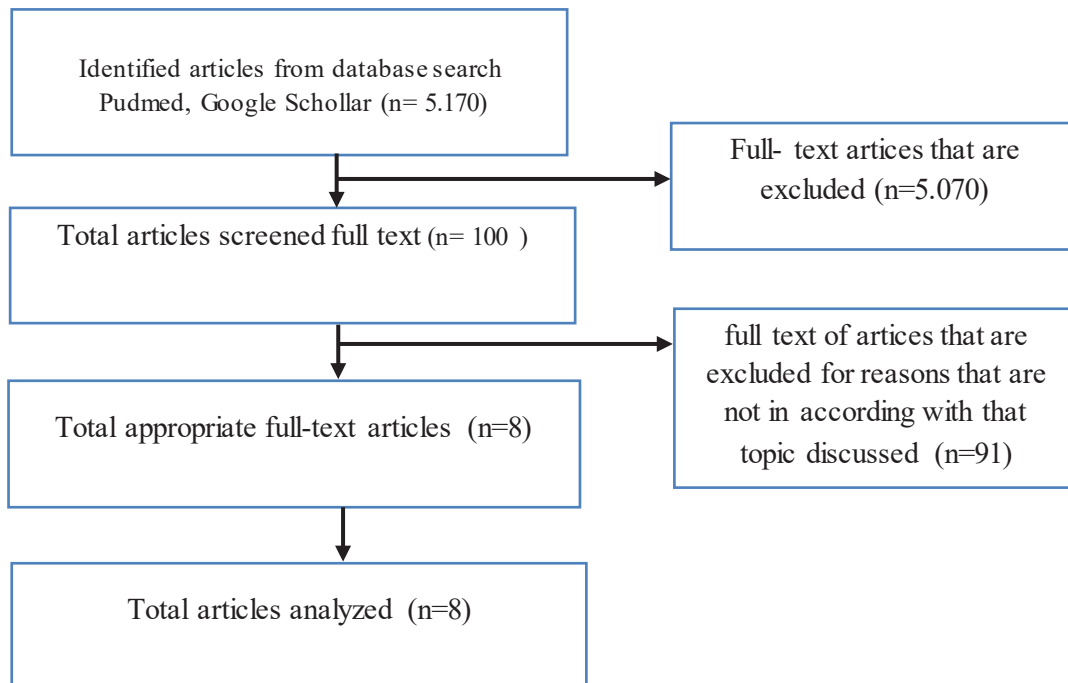 Identified articles from database search
Pudmed, Google Schollar (n= 5.170)
Full- text artices that are
excluded (n=5.070)
Total articles screened full text (n= 100 )
full text of artices that are
excluded for reasons that are
not in according with that
topic discussed (n=91)
Total appropriate full-text articles (n=8)
Total articles analyzed (n=8)